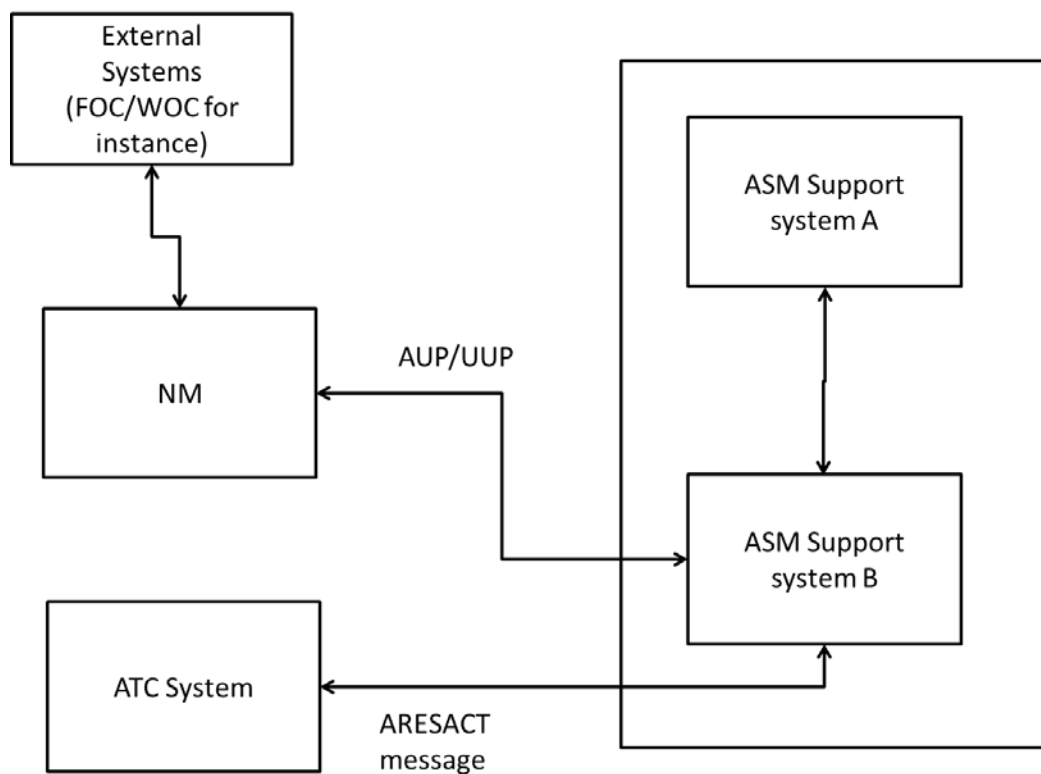 External
Systems
(FOC/WOC for
instance)
ASM Support
system A
AUP/UUP
NM
ASM Support
system B
ATC System
ARESACT
message